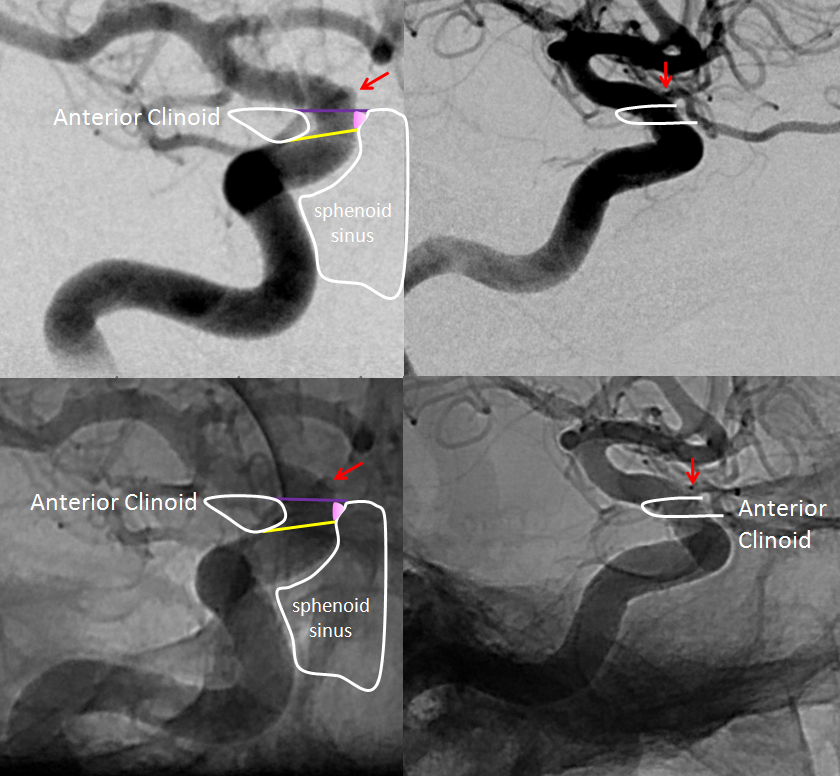 Anterior Clinoid
sphenoid
sinus
Anterior Clinoid
sphenoid
sinus
Anterior
Clinoid